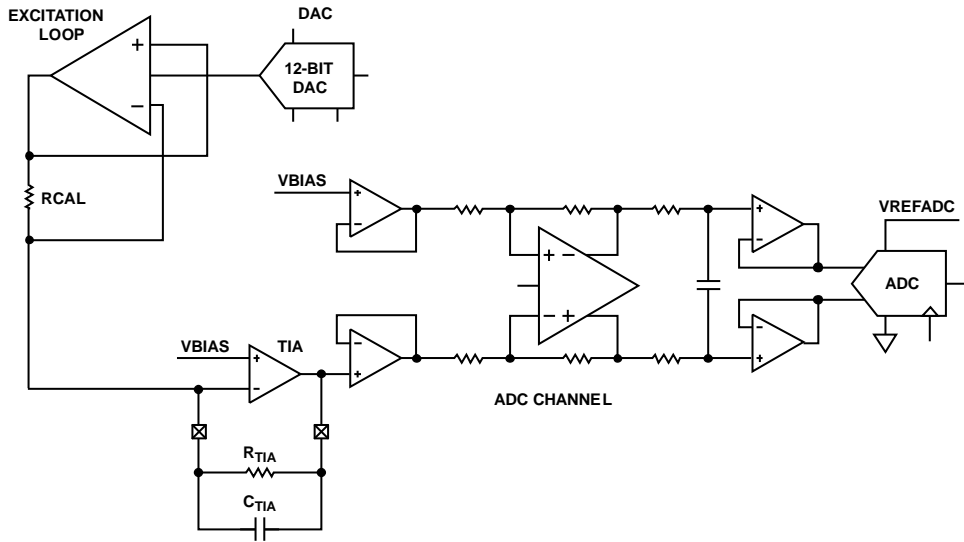 EXCITATION
LOOP
DAC
+
−
12-BIT
DAC
RCAL
VBIAS
+
−
VREFADC
+
−
+ −
− +
ADC
−
+
VBIAS
TIA
+
−
−
+
ADC CHANNEL
RTIA
CTIA